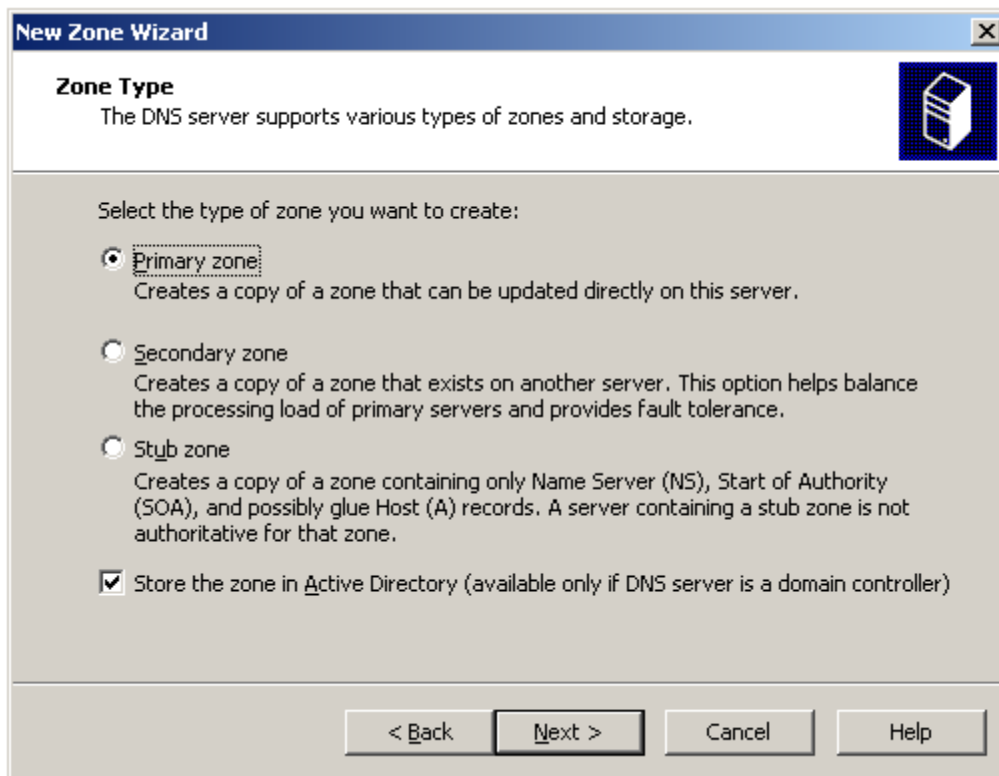 New Zone Wizard
Zone Type
The DNS server supports various types of zones and storage.
Select the type of zone you want to create:
Primary zone
Creates a copy of a zone that can be updated directly on this server.
Secondary zone
Creates a copy of a zone that exists on another server. This option helps balance
the processing load of primary servers and provides fault tolerance.
Stub zone
Creates a copy of a zone containing only Name Server (NS), Start of Authority
(SOA), and possibly glue Host (A) records. A server containing a stub zone is not
authoritative for that zone.
Store the zone in Active Directory (available only if DNS server is a domain controller)
< Back Next > Cancel Help